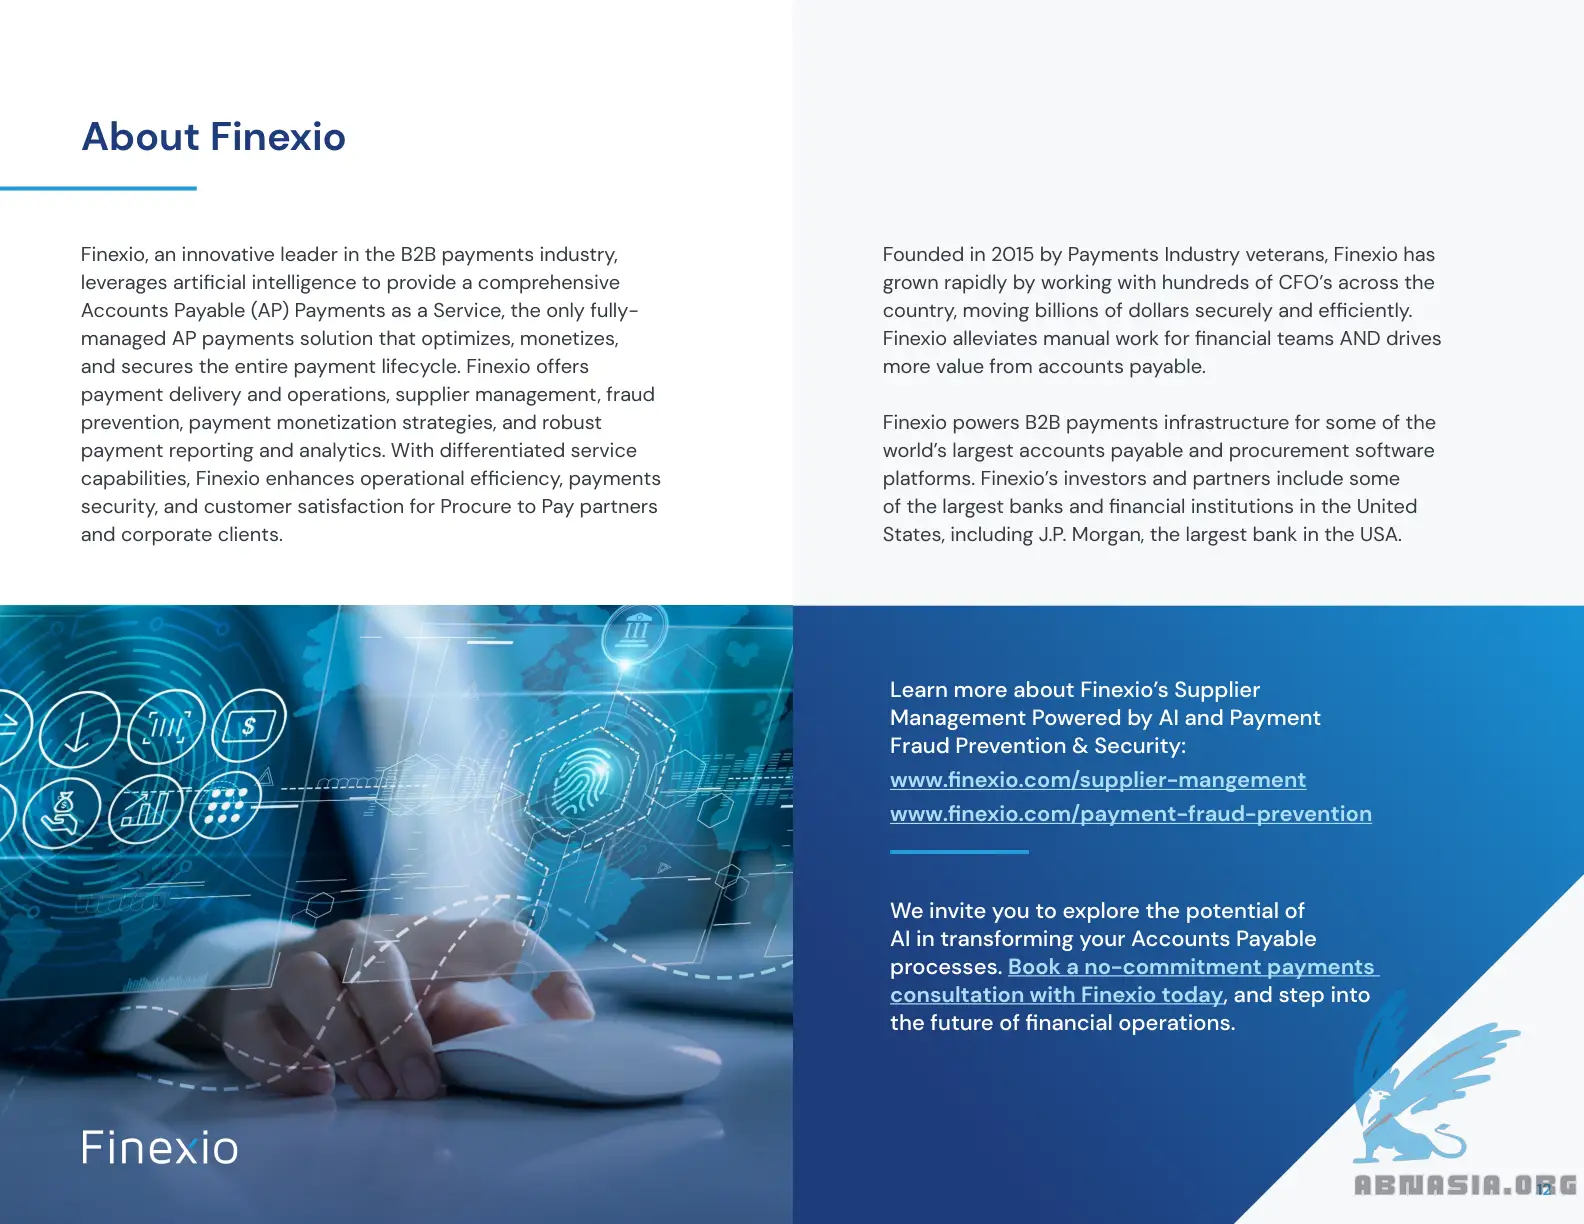 About Finexio
Finexio, an innovative leader in the B2B payments industry,
leverages artificial intelligence to provide a comprehensive
Accounts Payable (AP) Payments as a Service, the only fully-
managed AP payments solution that optimizes, monetizes,
and secures the entire payment lifecycle. Finexio offers
payment delivery and operations, supplier management, fraud
prevention, payment monetization strategies, and robust
payment reporting and analytics. With differentiated service
capabilities, Finexio enhances operational efficiency, payments
security, and customer satisfaction for Procure to Pay partners
and corporate clients.
Founded in 2015 by Payments Industry veterans, Finexio has
grown rapidly by working with hundreds of CFO’s across the
country, moving billions of dollars securely and efficiently.
Finexio alleviates manual work for financial teams AND drives
more value from accounts payable.
Finexio powers B2B payments infrastructure for some of the
world’s largest accounts payable and procurement software
platforms. Finexio’s investors and partners include some
of the largest banks and financial institutions in the United
States, including J.P. Morgan, the largest bank in the USA.
Finexio
Learn more about Finexio’s Supplier
Management Powered by AI and Payment
Fraud Prevention & Security:
www.finexio.com/supplier-mangement
www.finexio.com/payment-fraud-prevention
We invite you to explore the potential of
AI in transforming your Accounts Payable
processes. Book a no-commitment payments
consultation with Finexio today, and step into
the future of financial operations.
ABNASIA.ORG
12